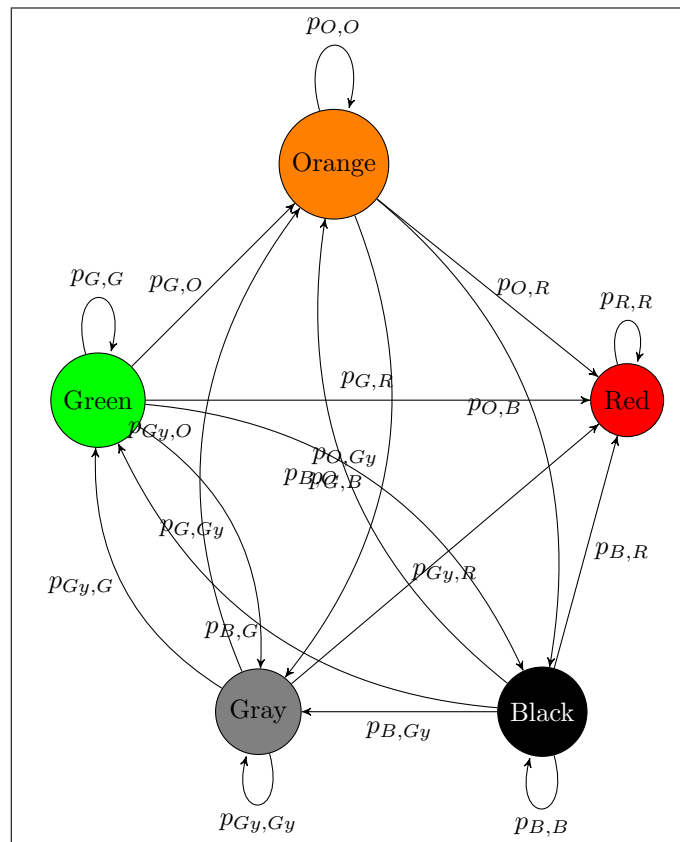 p_{O,O}
Orange
p_{G,G}
p_{G,O}
p_{O,R}
p_{R,R}
Green
p_{G,R}
Red
p_{Gy,O}
p_{O,B}
p_{O,Gy}
p_{B,O}
p_{G,B}
p_{G,Gy}
p_{B,R}
p_{Gy,G}
p_{Gy,R}
p_{B,G}
Gray
Black
p_{B,Gy}
p_{Gy,Gy}
p_{B,B}